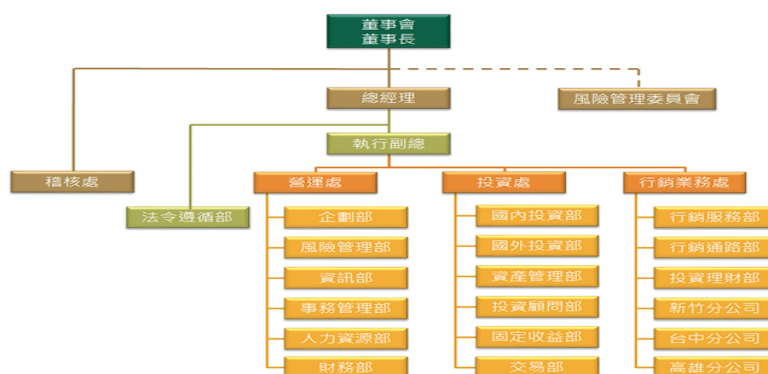 董事會
董事長
總經理
風險管理委員會
執行副總
稽核處
營運處
投資處
行銷業務處
法令遵循部
企劃部
國內投資部
行銷服務部
風險管理部
國外投資部
行銷通路部
資訊部
資產管理部
投資理財部
事務管理部
投資顧問部
新竹分公司
人力資源部
固定收益部
台中分公司
財務部
交易部
高雄分公司